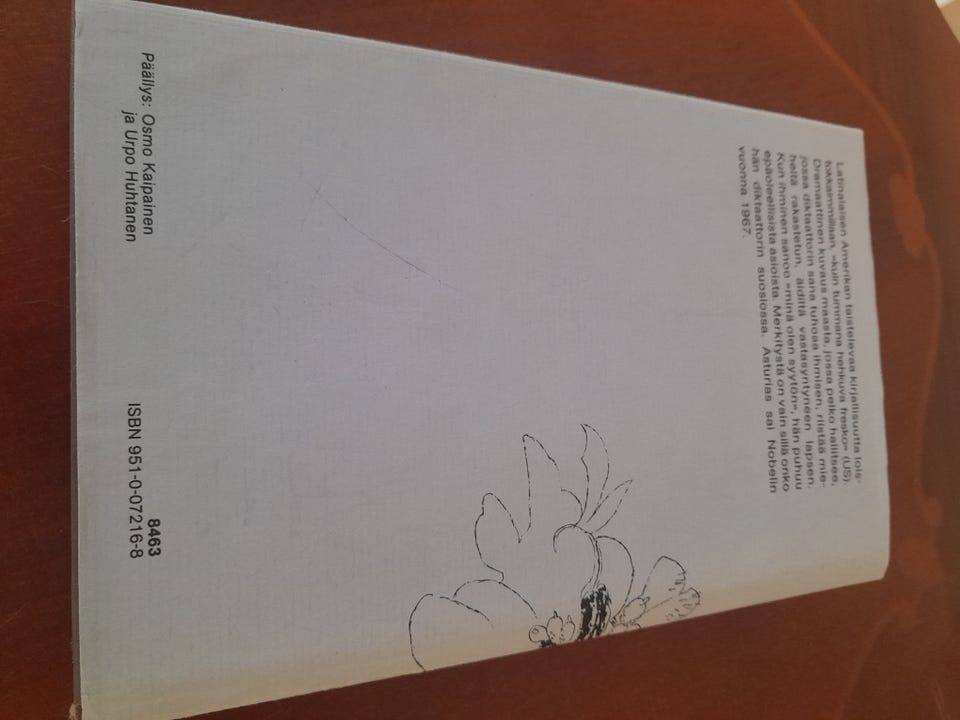 Latinalaisen Amerikan taistelevaa kirjallisuutta lois-
tokkaimmillaan, »kuin tummana hehkuva fresko» (US).
Dramaattinen kuvaus maasta, jossa pelko hallitsee,
jossa diktaattorin sana tuhoaa ihmisen, riistää mie-
heltä rakastetun, äidiltä vastasyntyneen lapsen.
Kun ihminen sanoo »minä olen syytön», hän puhuu
epäoleellisista asioista. Merkitystä on vain sillä onko
hän diktaattorin suosiossa. Asturias sai Nobelin
vuonna 1967.
Päällys: Osmo Kaipainen
ja Urpo Huhtanen
8463
ISBN 951-0-07216-8